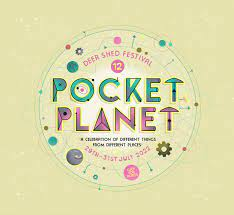 DEER SHED FESTIVAL
12
POCKET
PLANET
A CELEBRATION OF DIFFERENT THINGS
FROM DIFFERENT PLACES
29TH-31ST JULY 2022